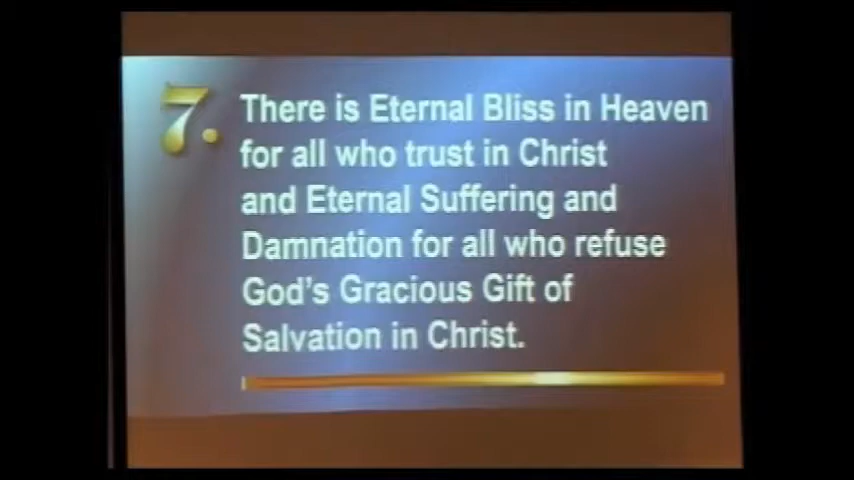 7. There is Eternal Bliss in Heaven
for all who trust in Christ
and Eternal Suffering and
Damnation for all who refuse
God's Gracious Gift of
Salvation in Christ.